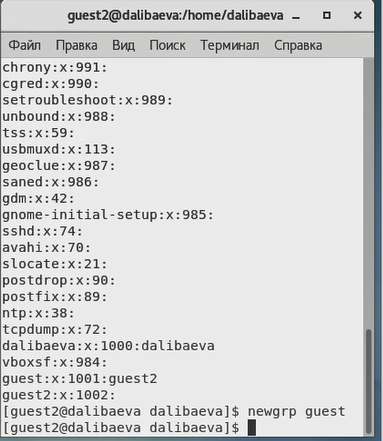 guest2@dalibaeva:/home/dalibaeva
Файл Правка Вид Поиск Терминал Справка
chrony:x:991:
cgred:x:990:
setroubleshoot:x:989:
unbound:x:988:
tss:x:59:
usbmuxd:x:113:
geoclue:x:987:
saned:x:986:
gdm:x:42:
gnome-initial-setup:x:985:
sshd:x:74:
avahi:x:70:
slocate:x:21:
postdrop:x:90:
postfix:x:89:
ntp:x:38:
tcpdump:x:72:
dalibaeva:x:1000:dalibaeva
vboxsf:x:984:
guest:x:1001:guest2
guest2:x:1002:
[guest2@dalibaeva dalibaeva]$ newgrp guest
[guest2@dalibaeva dalibaeva]$